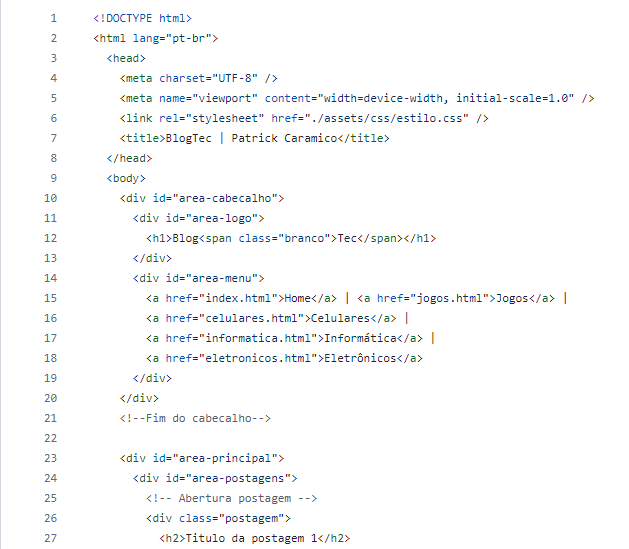 1 <!DOCTYPE html>
2 <html lang="pt-br">
3 <head>
4 <meta charset="UTF-8" />
5 <meta name="viewport" content="width=device-width, initial-scale=1.0" />
6 <link rel="stylesheet" href="./assets/css/estilo.css" />
7 <title>BlogTec | Patrick Caramico</title>
8 </head>
9 <body>
10 <div id="area-cabecalho">
11 <div id="area-logo">
12 <h1>Blog<span class="branco">Tec</span></h1>
13 </div>
14 <div id="area-menu">
15 <a href="index.html">Home</a> | <a href="jogos.html">Jogos</a> |
16 <a href="celulares.html">Celulares</a> |
17 <a href="informatica.html">Informática</a> |
18 <a href="eletronicos.html">Eletrônicos</a>
19 </div>
20 </div>
21 <!--Fim do cabecalho-->
22
23 <div id="area-principal">
24 <div id="area-postagens">
25 <!-- Abertura postagem -->
26 <div class="postagem">
27 <h2>Titulo da postagem 1</h2>